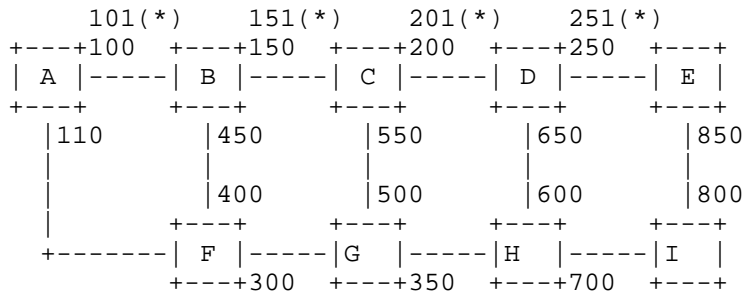 101(*) 151(*) 201(*) 251(*)
+---+100 +---+150 +---+200 +---+250 +---+
| A |-----| B |-----| C |-----| D |-----| E |
+---+ +---+ +---+ +---+ +---+
|110 |450 |550 |650 |850
| | | | |
| |400 |500 |600 |800
| +---+ +---+ +---+ +---+
+-------| F |-----|G |-----|H |-----|I |
+---+300 +---+350 +---+700 +---+